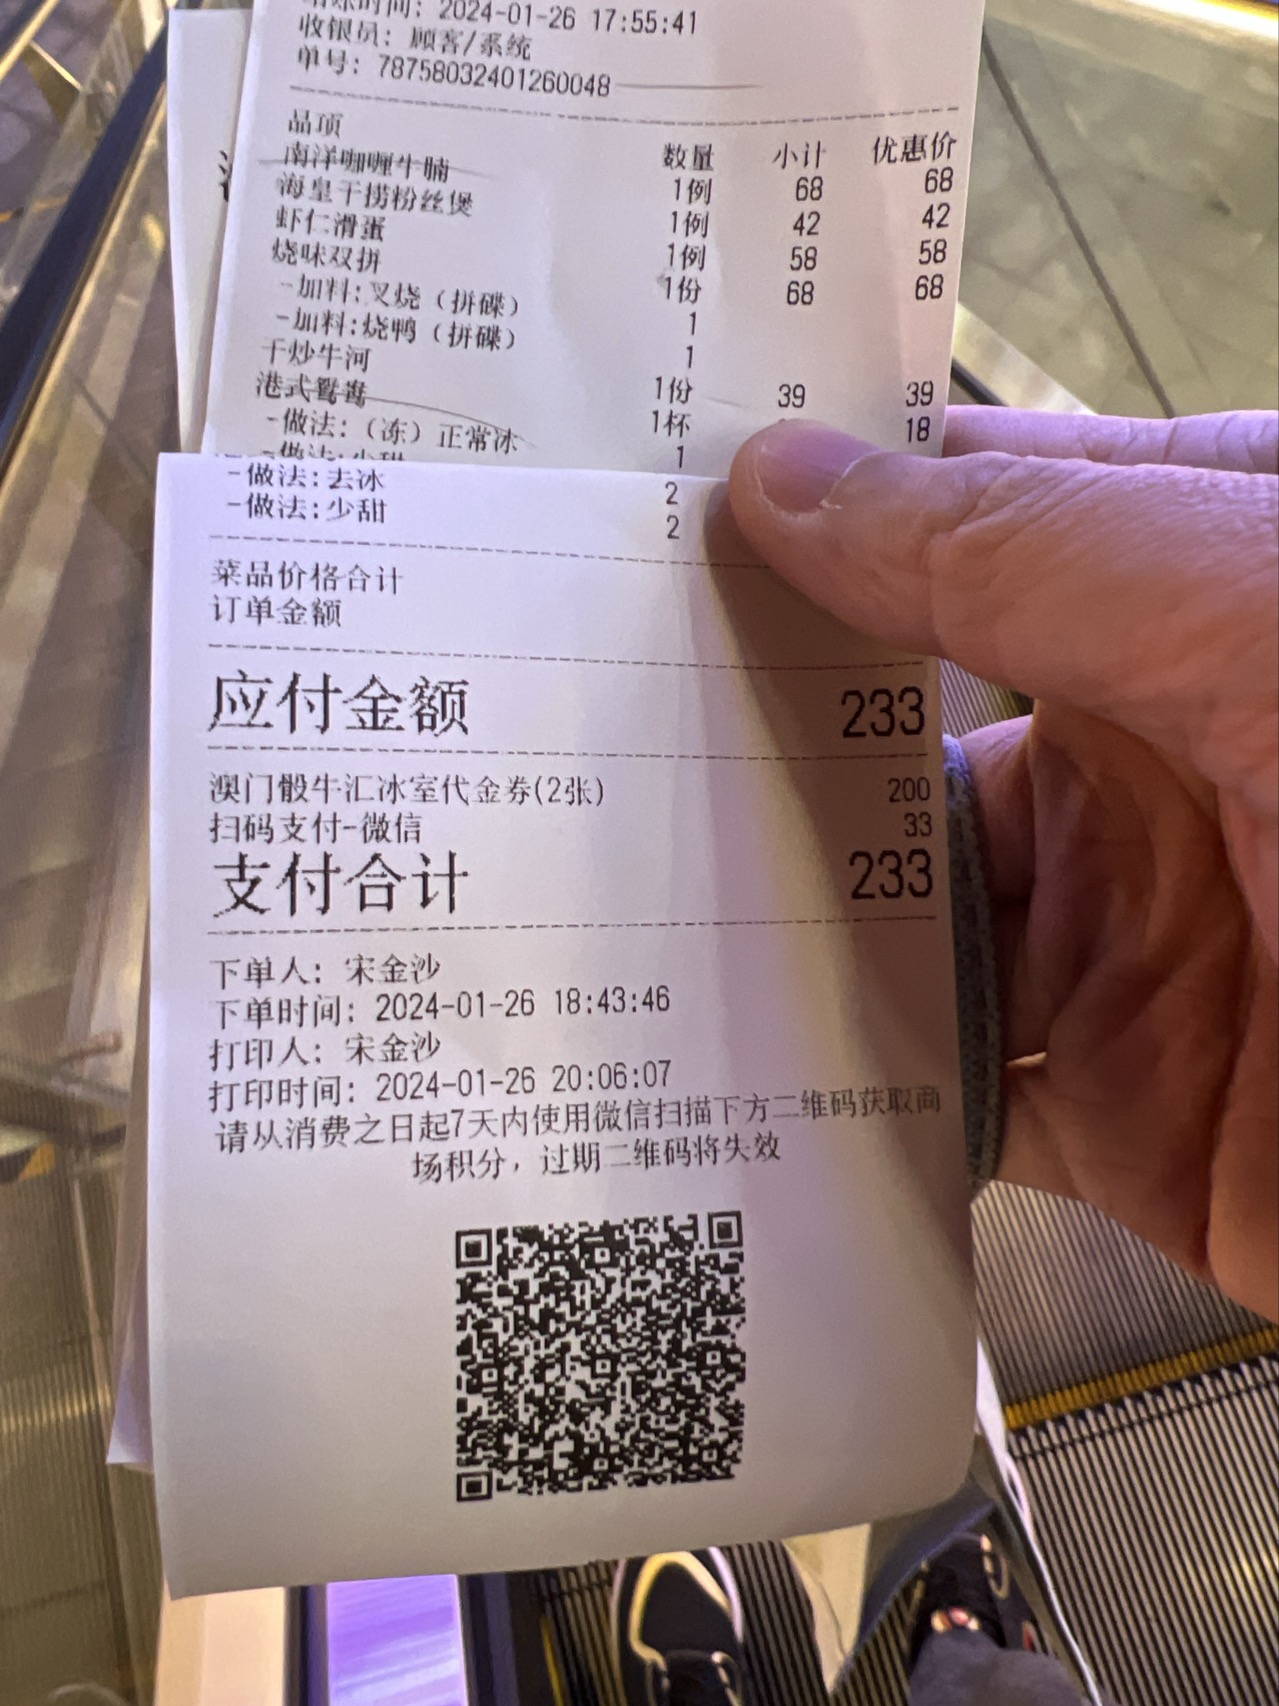 结账时间: 2024-01-26 17:55:41
收银员: 顾客/系统
单号: 78758032401260048
品项 数量 小计 优惠价
南洋咖喱牛腩 1例 68 68
海皇干捞粉丝煲 1例 42 42
虾仁滑蛋 1例 58 58
烧味双拼 1份 68 68
-加料:叉烧（拼碟） 1
-加料:烧鸭（拼碟） 1
干炒牛河 1份 39 39
港式鸳鸯 1杯 18
-做法:（冻）正常冰 1
-做法:少甜
-做法:去冰 2
-做法:少甜 2
菜品价格合计
订单金额
应付金额 233
澳门骰牛汇冰室代金券(2张) 200
扫码支付-微信 33
支付合计 233
下单人: 宋金沙
下单时间: 2024-01-26 18:43:46
打印人: 宋金沙
打印时间: 2024-01-26 20:06:07
请从消费之日起7天内使用微信扫描下方二维码获取商
场积分，过期二维码将失效